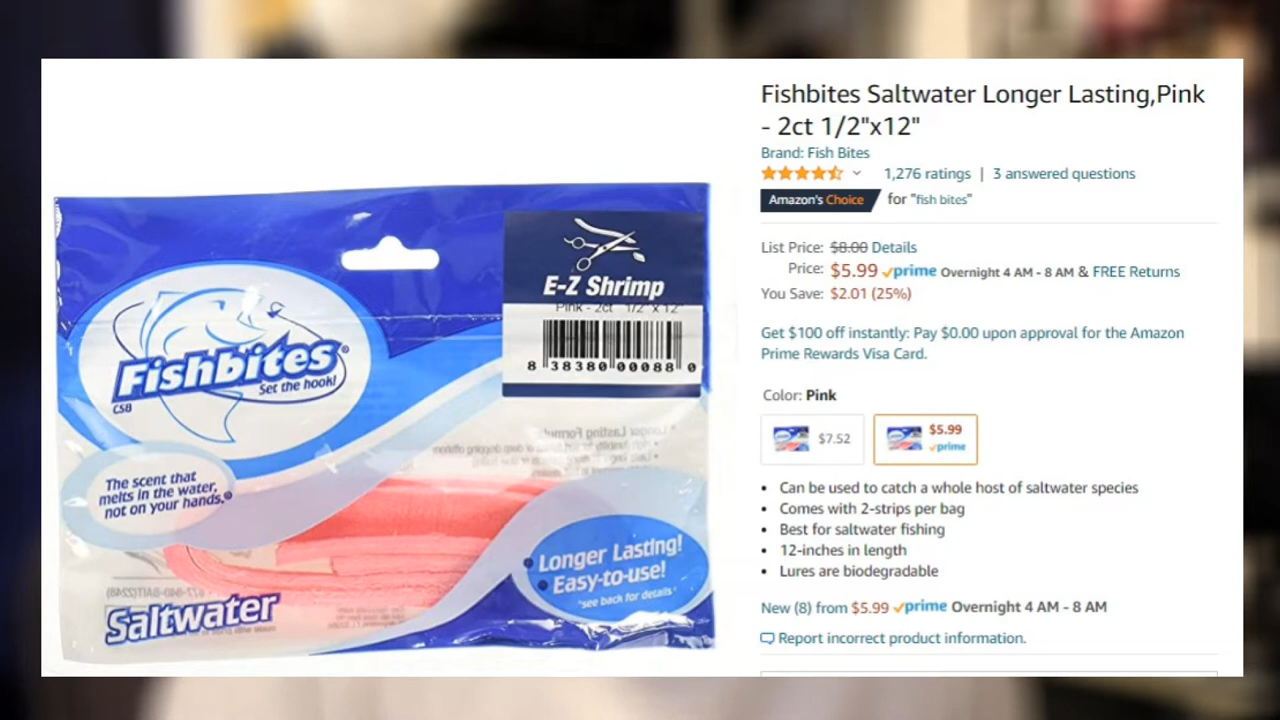 Fishbites Saltwater Longer Lasting,Pink
- 2ct 1/2"x12"
Brand: Fish Bites
1,276 ratings | 3 answered questions
Amazon's Choice for "fish bites"
List Price: $8.00 Details
Price: $5.99 prime Overnight 4 AM - 8 AM & FREE Returns
You Save: $2.01 (25%)
Get $100 off instantly: Pay $0.00 upon approval for the Amazon
Prime Rewards Visa Card.
Color: Pink
$7.52
$5.99
prime
• Can be used to catch a whole host of saltwater species
• Comes with 2-strips per bag
• Best for saltwater fishing
• 12-inches in length
• Lures are biodegradable
New (8) from $5.99 prime Overnight 4 AM - 8 AM
Report incorrect product information.
E-Z Shrimp
Pink - 2ct 1/2"x12"
8 38380 00088 0
Fishbites®
Set the hook!
CSB
The scent that
melts in the water,
not on your hands.®
• Longer Lasting!
• Easy-to-use!
"see back for details"
Saltwater